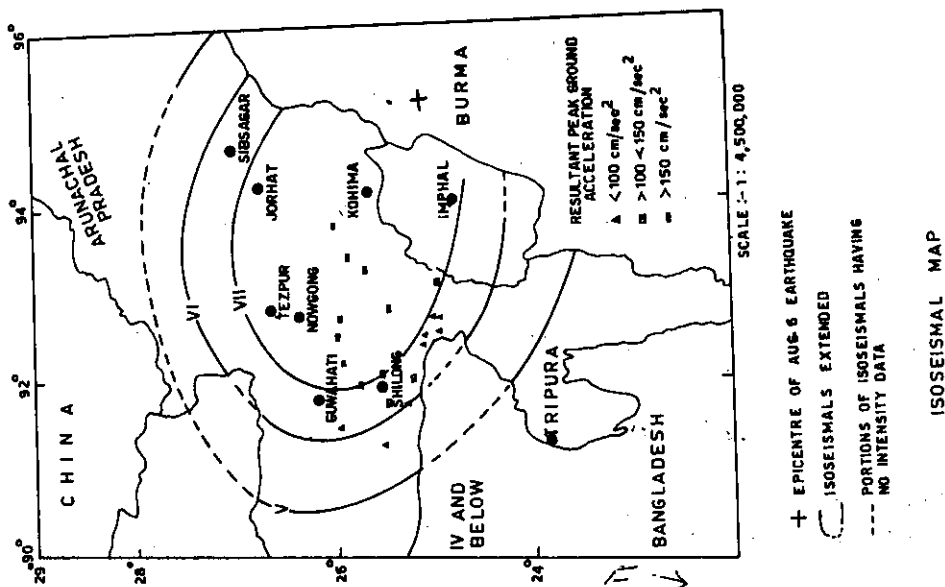 90°
92°
94°
96°
29°
28°
26°
24°
CHINA
ARUNACHAL
PRADESH
VI
VII
V
SIBSAGAR
JORHAT
TEZPUR
NOWGONG
KOHIMA
GUWAHATI
SHILONG
IMPHAL
BURMA
IV AND
BELOW
TRIPURA
BANGLADESH
RESULTANT PEAK GROUND
ACCELERATION
<100 cm/sec²
>100 <150 cm/sec²
>150 cm/sec²
SCALE :- 1: 4,500,000
EPICENTRE OF AUG 6 EARTHQUAKE
ISOSEISMALS EXTENDED
PORTIONS OF ISOSEISMALS HAVING
NO INTENSITY DATA
ISOSEISMAL MAP